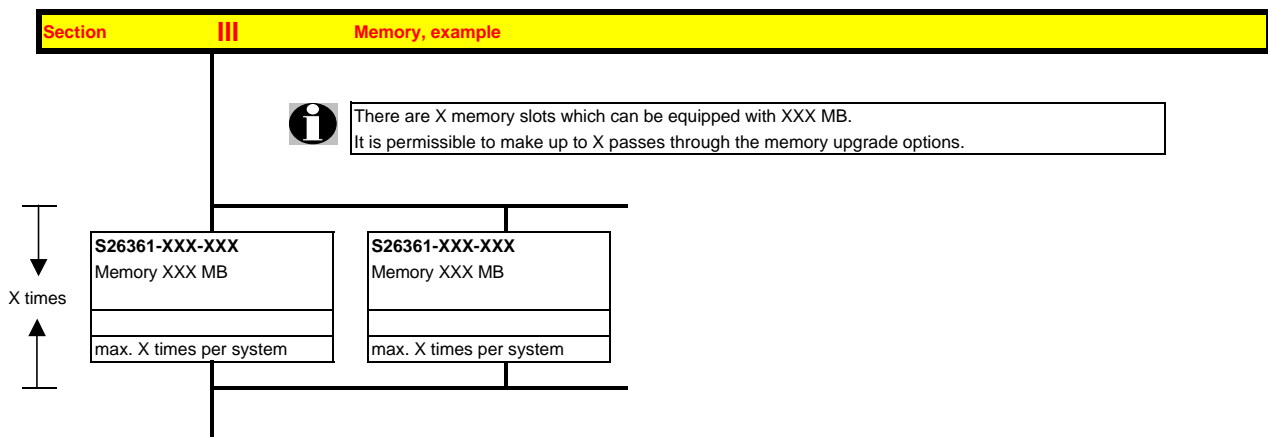 Section III Memory, example
There are X memory slots which can be equipped with XXX MB.
It is permissible to make up to X passes through the memory upgrade options.
S26361-XXX-XXX
Memory XXX MB
max. X times per system
S26361-XXX-XXX
Memory XXX MB
max. X times per system
X times